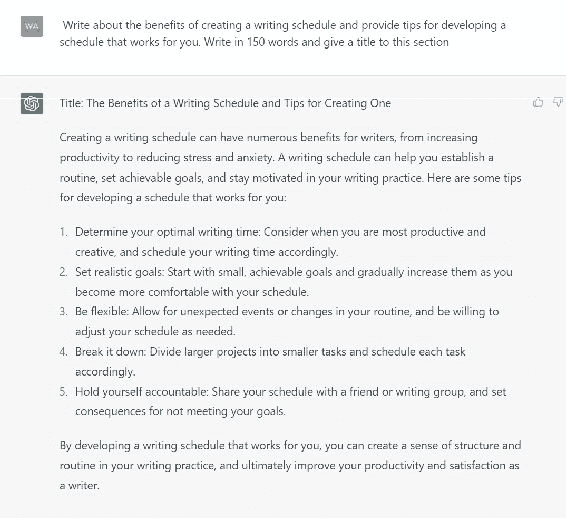 WA
Write about the benefits of creating a writing schedule and provide tips for developing a
schedule that works for you. Write in 150 words and give a title to this section
Title: The Benefits of a Writing Schedule and Tips for Creating One
Creating a writing schedule can have numerous benefits for writers, from increasing
productivity to reducing stress and anxiety. A writing schedule can help you establish a
routine, set achievable goals, and stay motivated in your writing practice. Here are some tips
for developing a schedule that works for you:
1. Determine your optimal writing time: Consider when you are most productive and
creative, and schedule your writing time accordingly.
2. Set realistic goals: Start with small, achievable goals and gradually increase them as you
become more comfortable with your schedule.
3. Be flexible: Allow for unexpected events or changes in your routine, and be willing to
adjust your schedule as needed.
4. Break it down: Divide larger projects into smaller tasks and schedule each task
accordingly.
5. Hold yourself accountable: Share your schedule with a friend or writing group, and set
consequences for not meeting your goals.
By developing a writing schedule that works for you, you can create a sense of structure and
routine in your writing practice, and ultimately improve your productivity and satisfaction as
a writer.